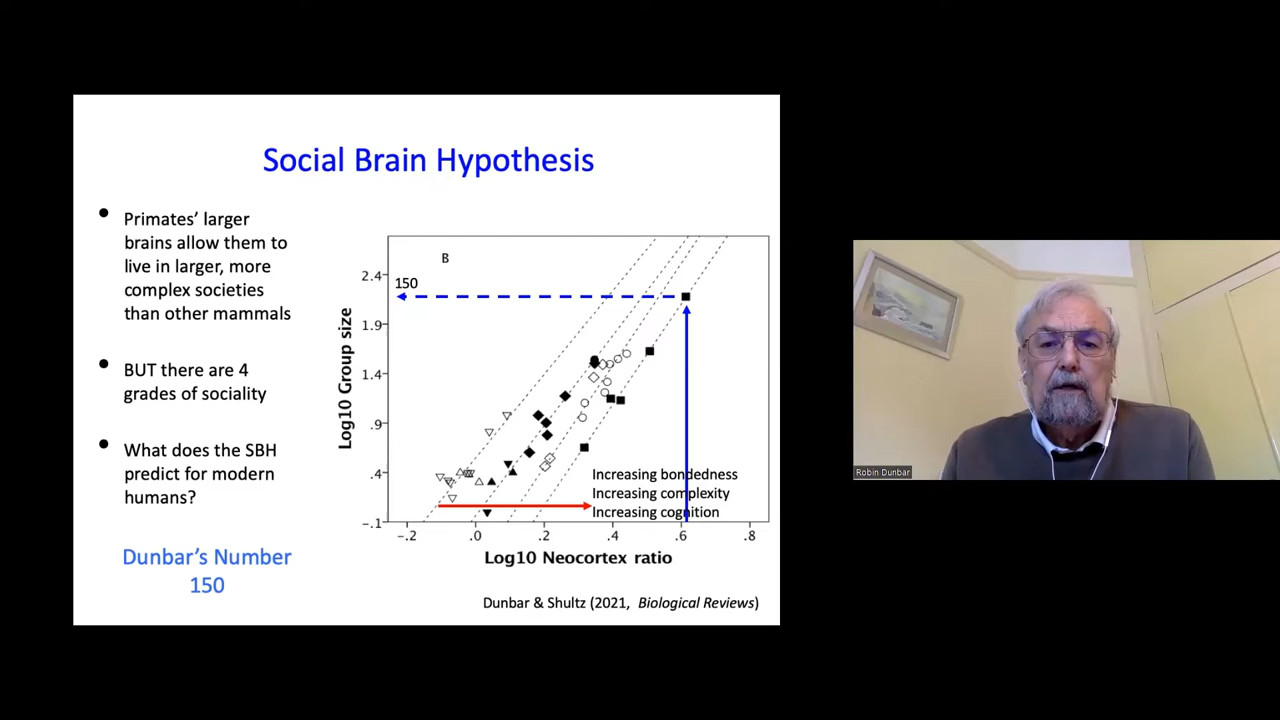 Social Brain Hypothesis
• Primates’ larger
brains allow them to
live in larger, more
complex societies
than other mammals
• BUT there are 4
grades of sociality
• What does the SBH
predict for modern
humans?
Dunbar’s Number
150
B
150
Log10 Group size
2.4
1.9
1.4
.9
.4
-.1
-.2
.0
.2
.4
.6
.8
Log10 Neocortex ratio
Increasing bondedness
Increasing complexity
Increasing cognition
Dunbar & Shultz (2021, Biological Reviews)
Robin Dunbar